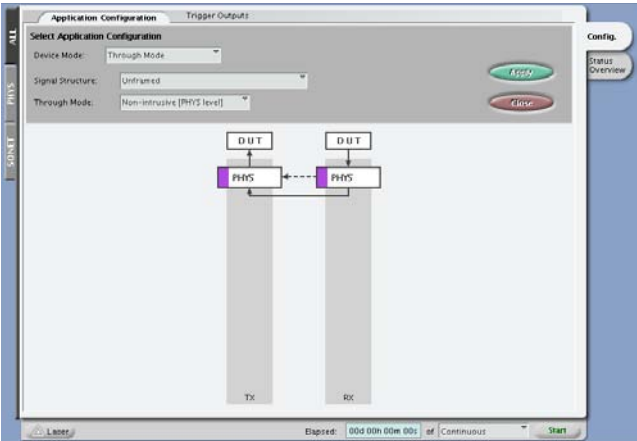 Application Configuration
Trigger Outputs
ALL
PHYS
SONET
Config.
Status
Overview
Select Application Configuration
Device Mode:
Through Mode
Signal Structure:
Unframed
Through Mode:
Non-intrusive [PHYS level]
Apply
Close
DUT
DUT
PHYS
PHYS
TX
RX
Laser
Elapsed:
00d 00h 00m 00s
of
Continuous
Start